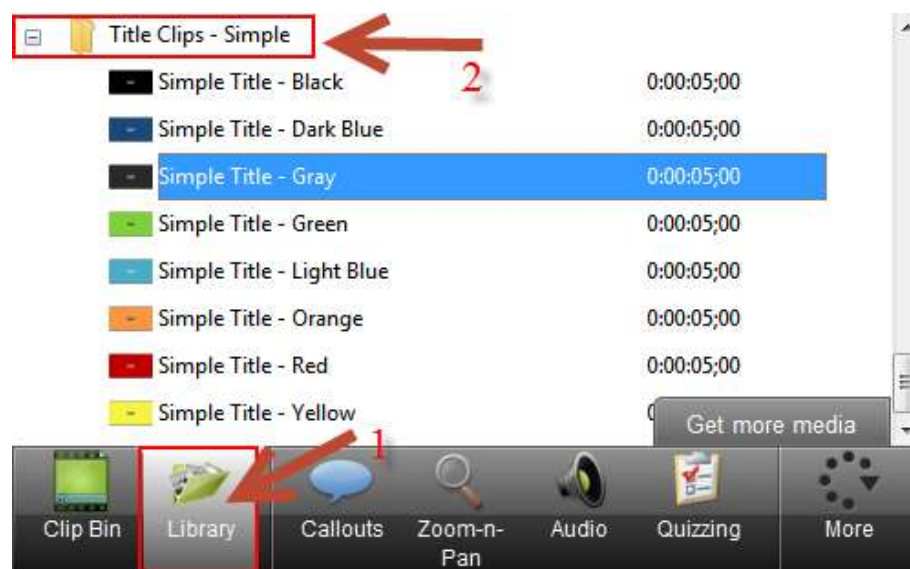 Title Clips - Simple
2
Simple Title - Black 0:00:05;00
Simple Title - Dark Blue 0:00:05;00
Simple Title - Gray 0:00:05;00
Simple Title - Green 0:00:05;00
Simple Title - Light Blue 0:00:05;00
Simple Title - Orange 0:00:05;00
Simple Title - Red 0:00:05;00
Simple Title - Yellow
Get more media
1
Clip Bin Library Callouts Zoom-n- Audio Quizzing More
Pan